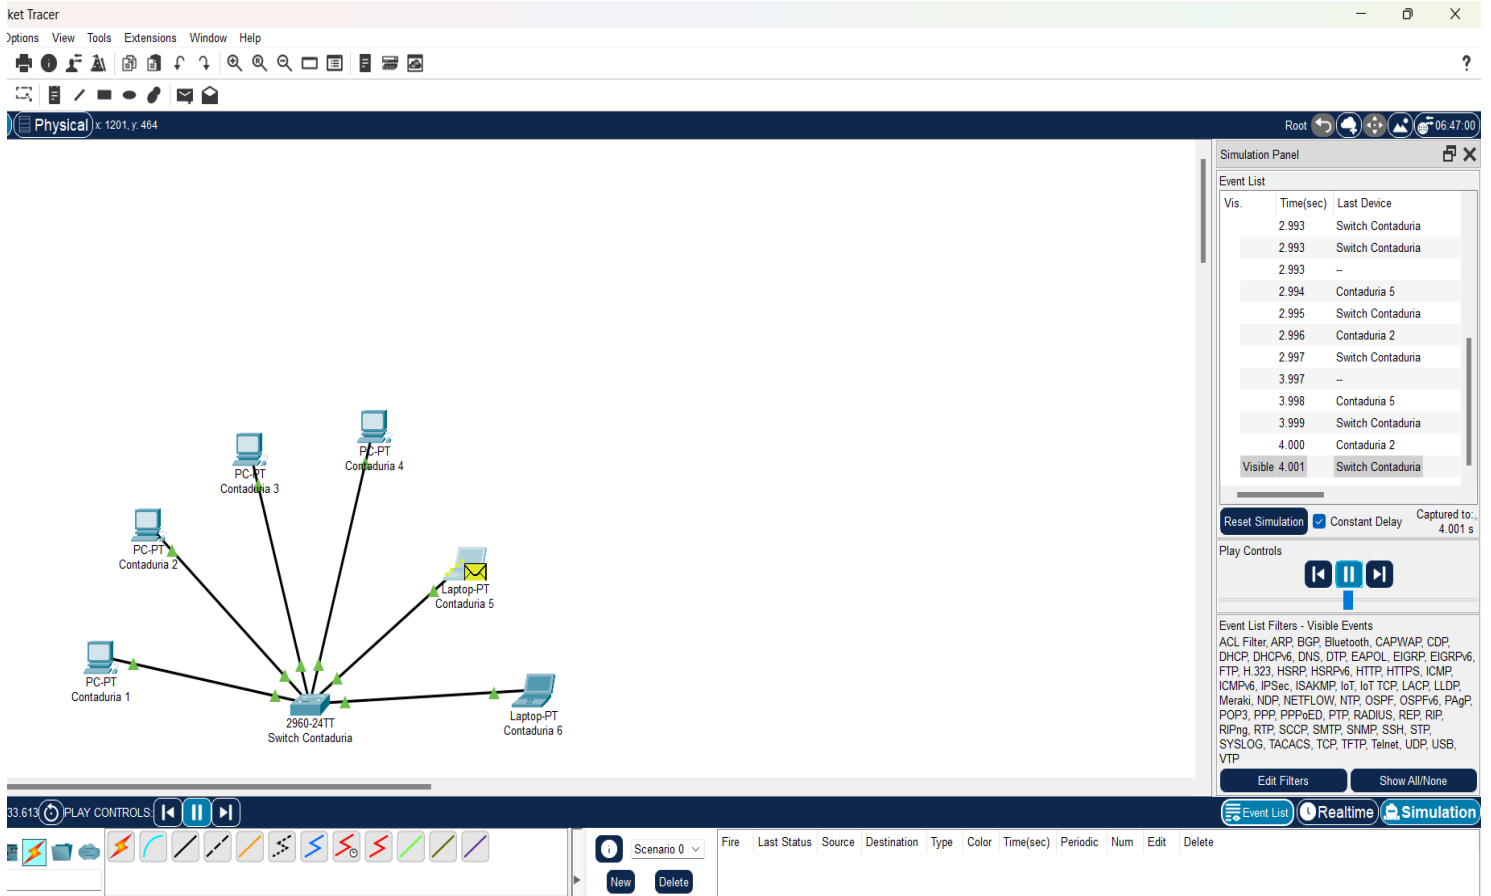 ket Tracer
Options View Tools Extensions Window Help
?
Physical x: 1201, y: 464
Root 06:47:00
Simulation Panel
Event List
Vis. Time(sec) Last Device
2.993 Switch Contaduria
2.993 Switch Contaduria
2.993 --
2.994 Contaduria 5
2.995 Switch Contaduria
2.996 Contaduria 2
2.997 Switch Contaduria
3.997 --
3.998 Contaduria 5
3.999 Switch Contaduria
4.000 Contaduria 2
Visible 4.001 Switch Contaduria
Reset Simulation Constant Delay Captured to:
4.001 s
Play Controls
Event List Filters - Visible Events
ACL Filter, ARP, BGP, Bluetooth, CAPWAP, CDP,
DHCP, DHCPv6, DNS, DTP, EAPOL, EIGRP, EIGRPv6,
FTP, H.323, HSRP, HSRPv6, HTTP, HTTPS, ICMP,
ICMPv6, IPSec, ISAKMP, IoT, IoT TCP, LACP, LLDP,
Meraki, NDP, NETFLOW, NTP, OSPF, OSPFv6, PAgP,
POP3, PPP, PPPoED, PTP, RADIUS, REP, RIP,
RIPng, RTP, SCCP, SMTP, SNMP, SSH, STP,
SYSLOG, TACACS, TCP, TFTP, Telnet, UDP, USB,
VTP
Edit Filters Show All/None
PC-PT
Contaduria 4
PC-PT
Contaduria 3
PC-PT
Contaduria 2
Laptop-PT
Contaduria 5
PC-PT
Contaduria 1
2960-24TT
Switch Contaduria
Laptop-PT
Contaduria 6
33.613 PLAY CONTROLS:
Event List Realtime Simulation
Scenario 0
New Delete
Fire Last Status Source Destination Type Color Time(sec) Periodic Num Edit Delete